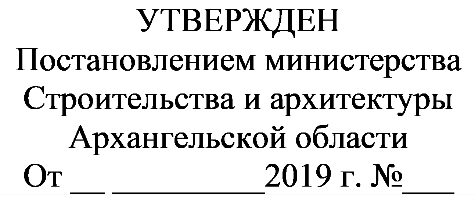 УТВЕРЖДЕН
Постановлением министерства
Строительства и архитектуры
Архангельской области
От __ _________2019 г. №___